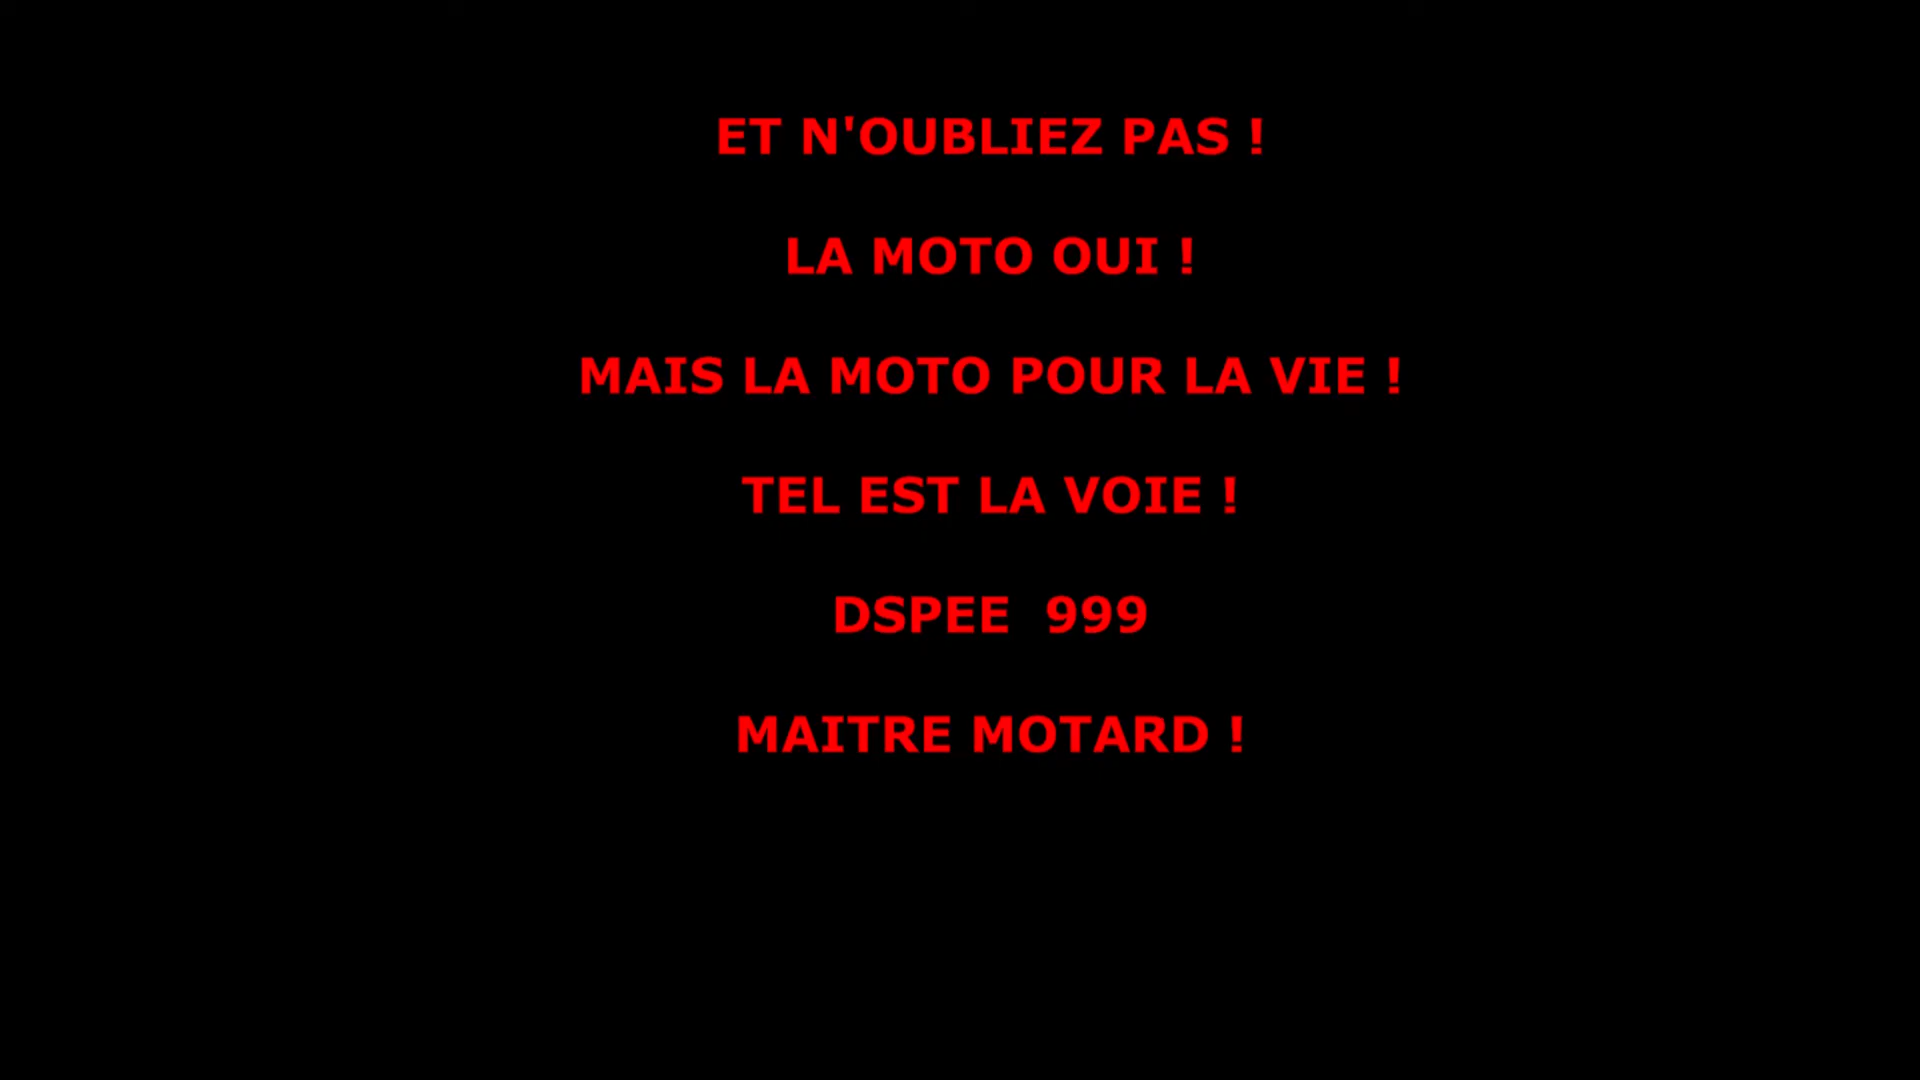 ET N'OUBLIEZ PAS !
LA MOTO OUI !
MAIS LA MOTO POUR LA VIE !
TEL EST LA VOIE !
DSPEE  999
MAITRE MOTARD !